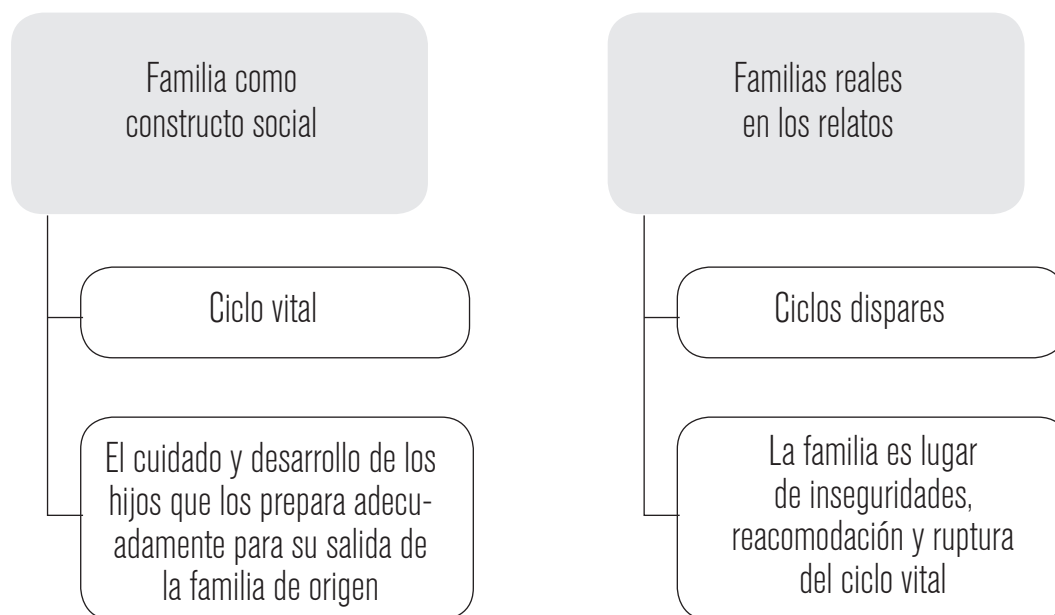 Familia como
constructo social
Ciclo vital
El cuidado y desarrollo de los
hijos que los prepara adecu-
adamente para su salida de
la familia de origen
Familias reales
en los relatos
Ciclos dispares
La familia es lugar
de inseguridades,
reacomodación y ruptura
del ciclo vital